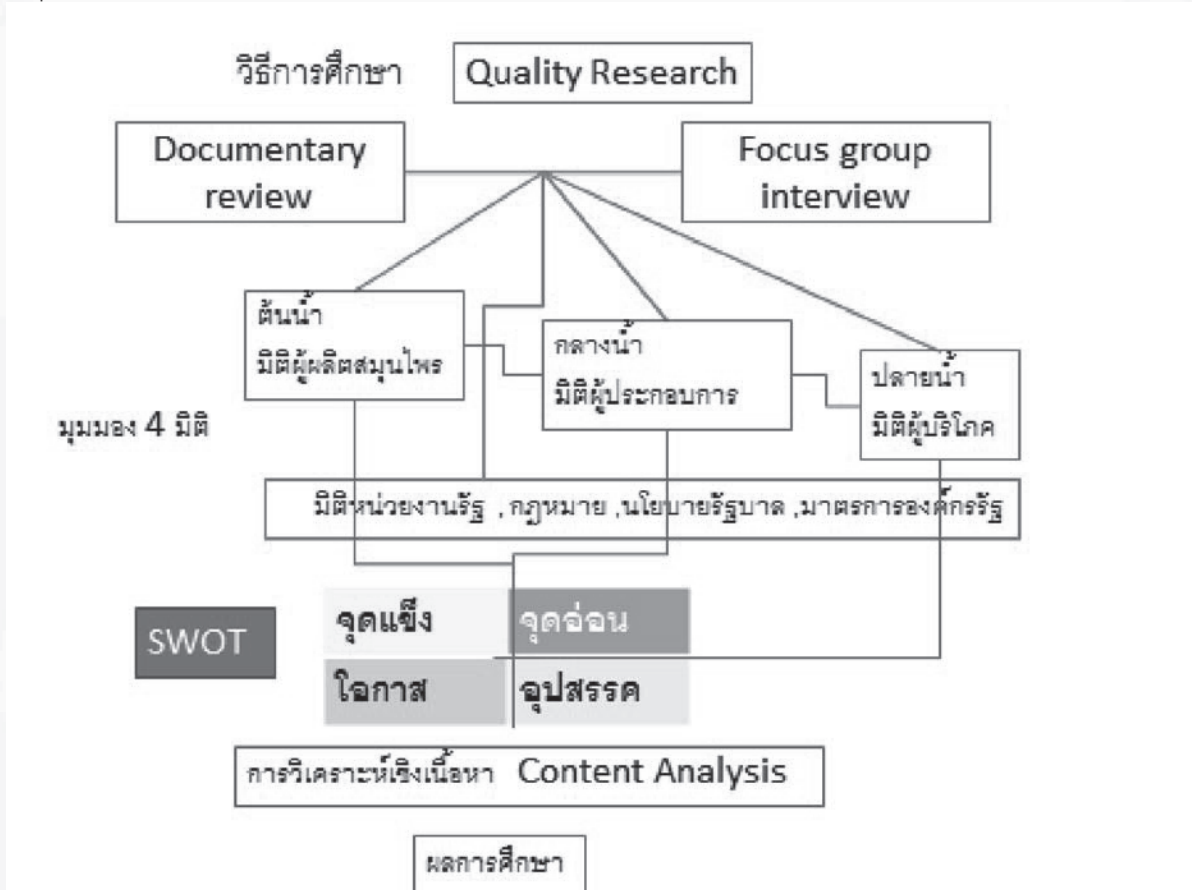 วิธีการศึกษา Quality Research
Documentary
review
Focus group
interview
ต้นน้ำ
มิติผู้ผลิตสมุนไพร
กลางน้ำ
มิติผู้ประกอบการ
ปลายน้ำ
มิติผู้บริโภค
มุมมอง 4 มิติ
มิติหน่วยงานรัฐ , กฎหมาย ,นโยบายรัฐบาล ,มาตรการองค์กรรัฐ
SWOT
จุดแข็ง จุดอ่อน
โอกาส อุปสรรค
การวิเคราะห์เชิงเนื้อหา Content Analysis
ผลการศึกษา